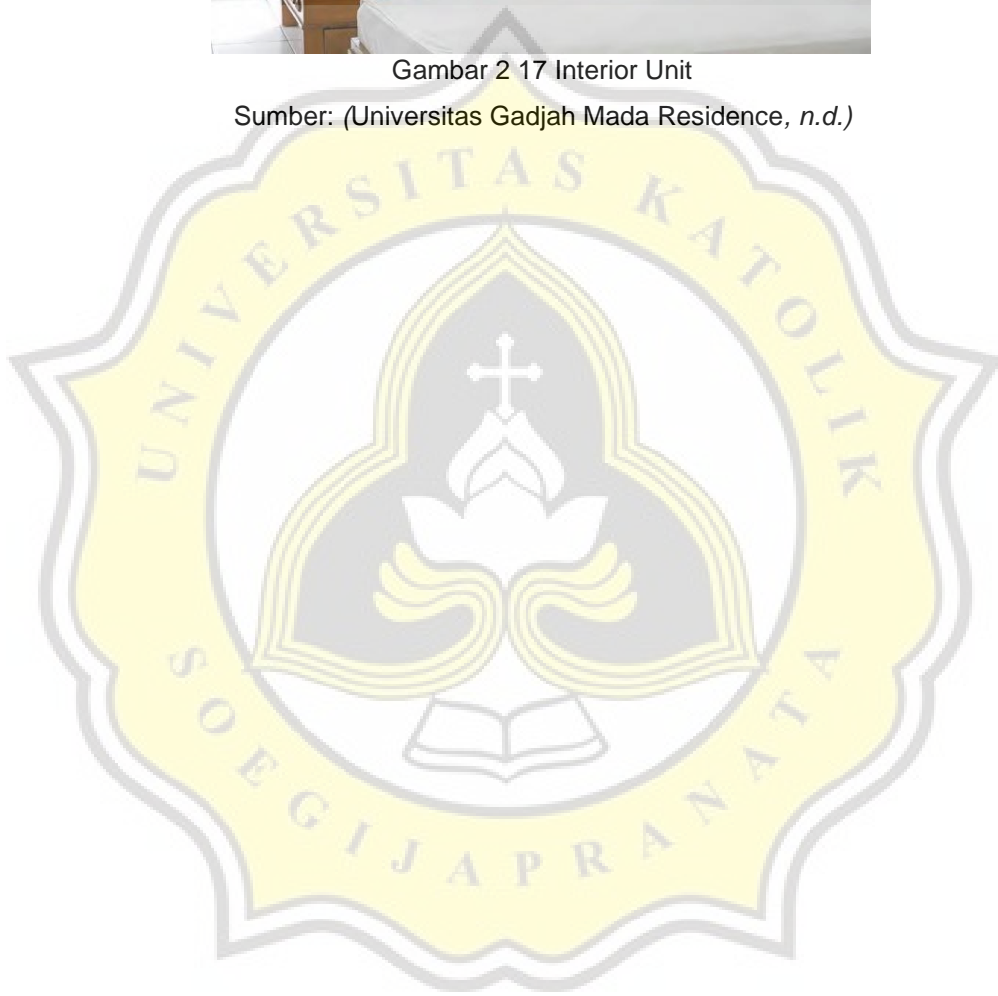 Gambar 2 17 Interior Unit
Sumber: (Universitas Gadjah Mada Residence, n.d.)
UNIVERSITAS KATOLIK
SOEGIJAPRANATA